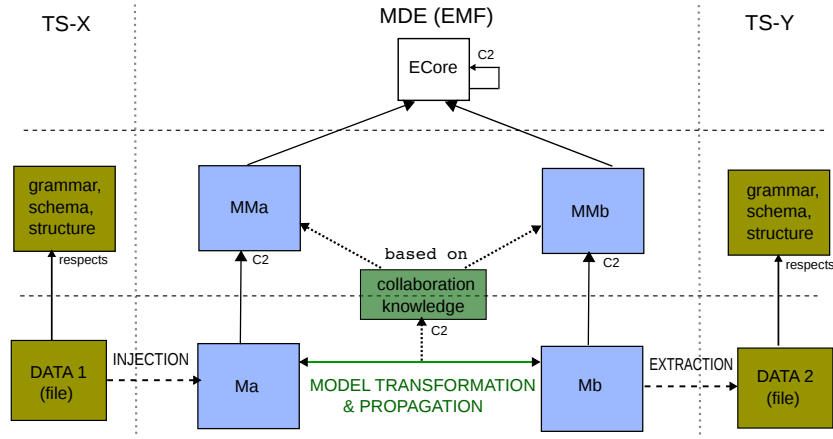 TS-X
MDE (EMF)
TS-Y
ECore
C2
grammar,
schema,
structure
MMa
MMb
grammar,
schema,
structure
based on
respects
C2
C2
respects
collaboration
knowledge
C2
DATA 1
(file)
INJECTION
Ma
MODEL TRANSFORMATION
& PROPAGATION
Mb
EXTRACTION
DATA 2
(file)